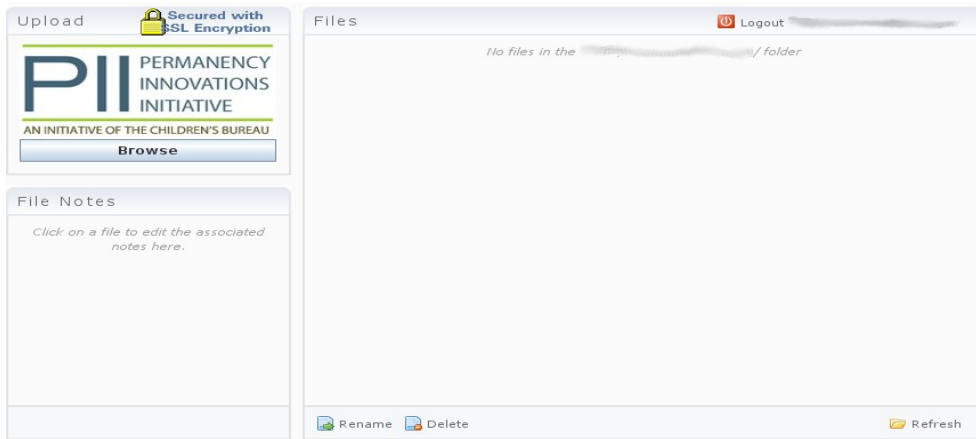 Upload
Secured with
SSL Encryption
PII PERMANENCY
INNOVATIONS
INITIATIVE
AN INITIATIVE OF THE CHILDREN'S BUREAU
Browse
File Notes
Click on a file to edit the associated
notes here.
Files
Logout
No files in the / folder
Rename
Delete
Refresh